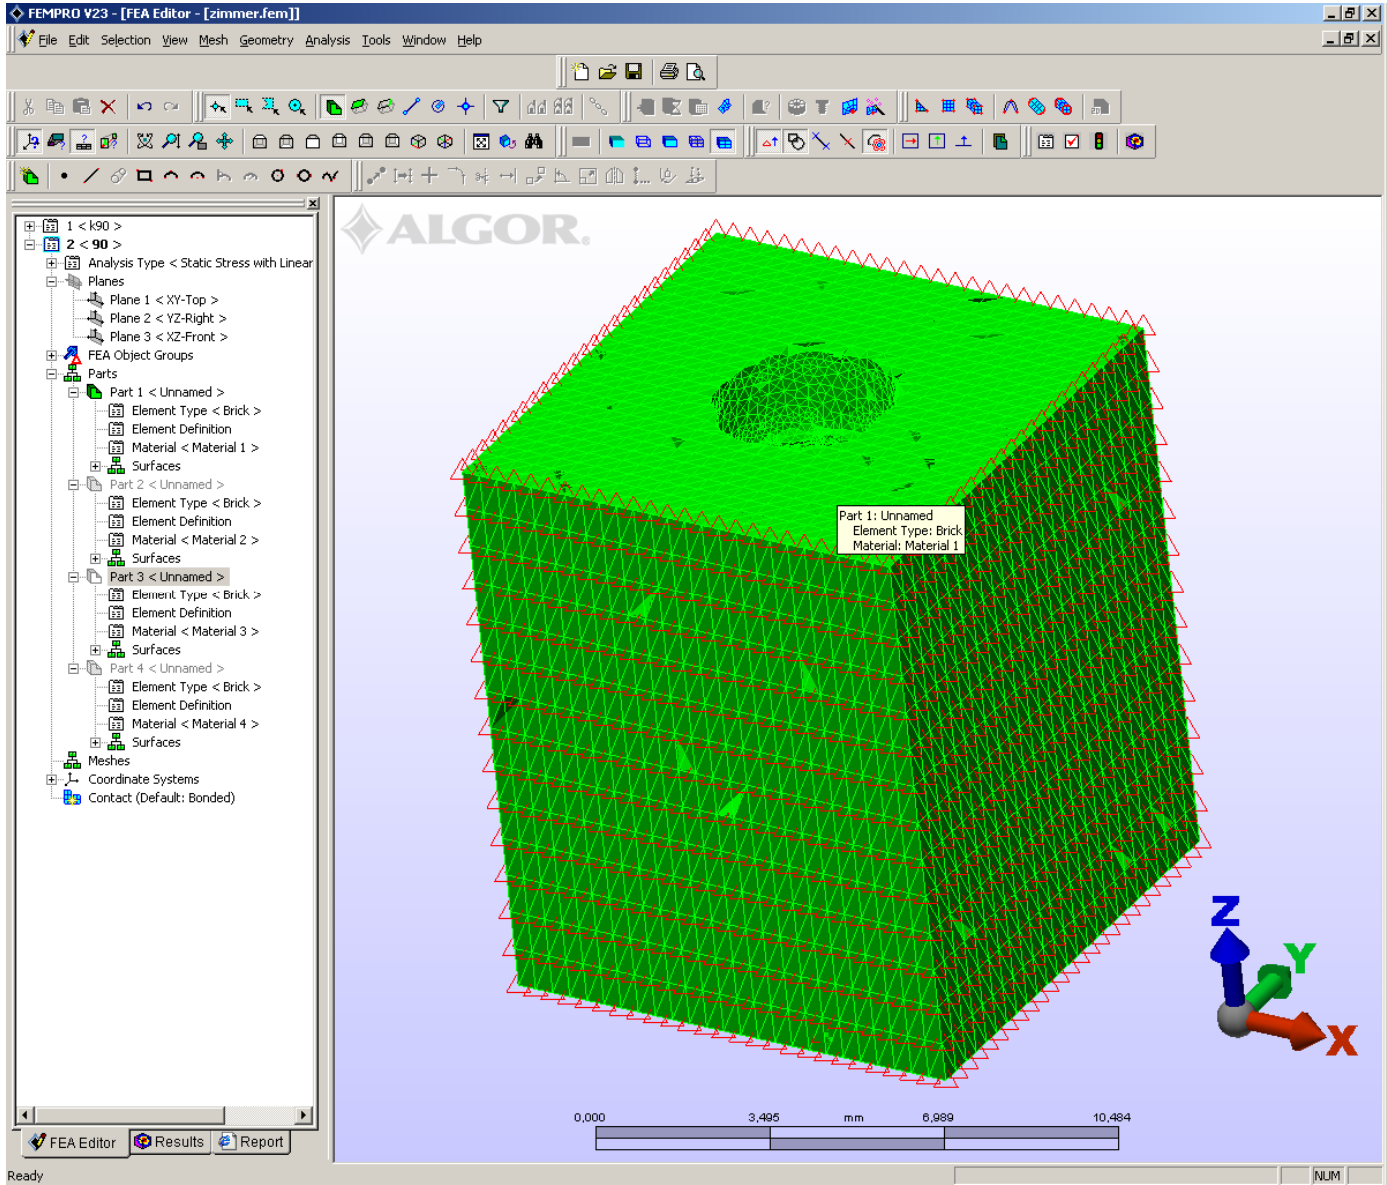 FEMPRO V23 - [FEA Editor - [zimmer.fem]]
File Edit Selection View Mesh Geometry Analysis Tools Window Help
1 < k90 >
2 < 90 >
Analysis Type < Static Stress with Linear
Planes
Plane 1 < XY-Top >
Plane 2 < YZ-Right >
Plane 3 < XZ-Front >
FEA Object Groups
Parts
Part 1 < Unnamed >
Element Type < Brick >
Element Definition
Material < Material 1 >
Surfaces
Part 2 < Unnamed >
Element Type < Brick >
Element Definition
Material < Material 2 >
Surfaces
Part 3 < Unnamed >
Element Type < Brick >
Element Definition
Material < Material 3 >
Surfaces
Part 4 < Unnamed >
Element Type < Brick >
Element Definition
Material < Material 4 >
Surfaces
Meshes
Coordinate Systems
Contact (Default: Bonded)
FEA Editor Results Report
ALGOR.
Part 1: Unnamed
Element Type: Brick
Material: Material 1
Z
Y
X
0,000 3,495 mm 6,989 10,484
Ready NUM